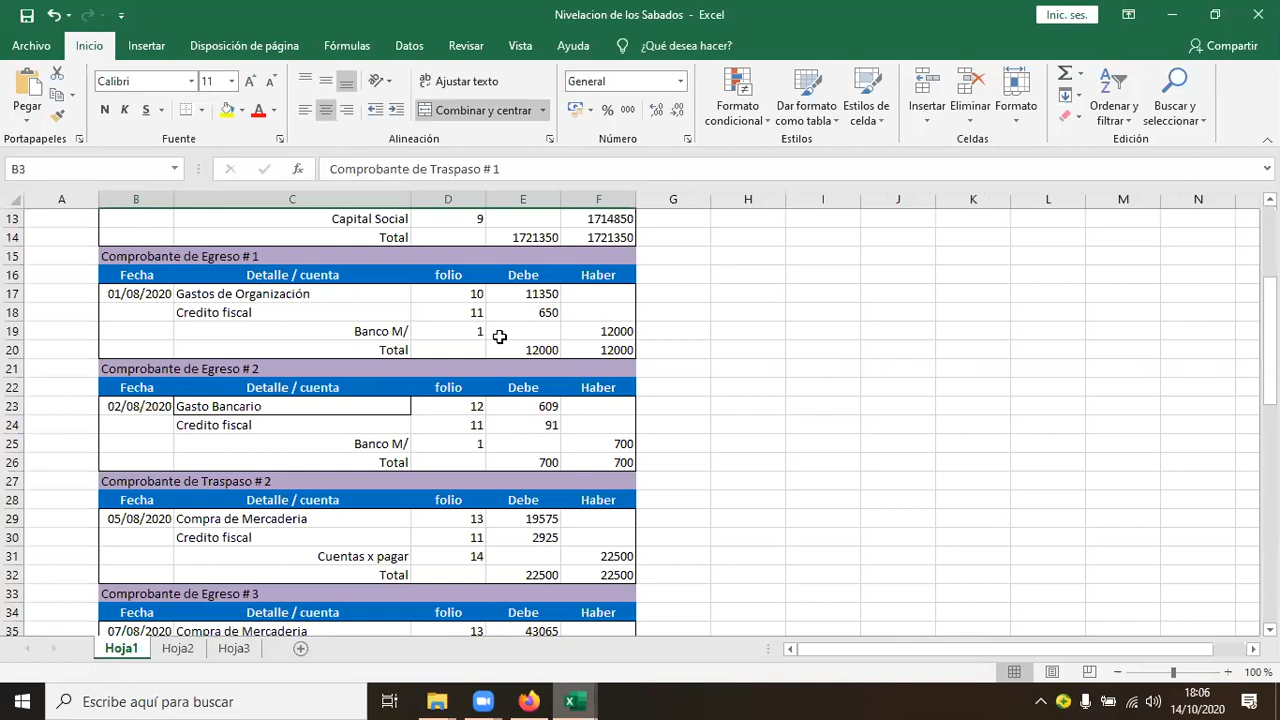 Nivelacion de los Sabados - Excel
Inic. ses.
Archivo Inicio Insertar Disposición de página Fórmulas Datos Revisar Vista Ayuda ¿Qué desea hacer? Compartir
Pegar
Calibri 11
N K S
Ajustar texto
Combinar y centrar
General
% 000
Formato condicional
Dar formato como tabla
Estilos de celda
Insertar Eliminar Formato
Ordenar y filtrar
Buscar y seleccionar
Portapapeles Fuente Alineación Número Estilos Celdas Edición
B3 fx Comprobante de Traspaso # 1
A B C D E F G H I J K L M N
13 Capital Social 9 1714850
14 Total 1721350 1721350
15 Comprobante de Egreso # 1
16 Fecha Detalle / cuenta folio Debe Haber
17 01/08/2020 Gastos de Organización 10 11350
18 Credito fiscal 11 650
19 Banco M/ 1 12000
20 Total 12000 12000
21 Comprobante de Egreso # 2
22 Fecha Detalle / cuenta folio Debe Haber
23 02/08/2020 Gasto Bancario 12 609
24 Credito fiscal 11 91
25 Banco M/ 1 700
26 Total 700 700
27 Comprobante de Traspaso # 2
28 Fecha Detalle / cuenta folio Debe Haber
29 05/08/2020 Compra de Mercaderia 13 19575
30 Credito fiscal 11 2925
31 Cuentas x pagar 14 22500
32 Total 22500 22500
33 Comprobante de Egreso # 3
34 Fecha Detalle / cuenta folio Debe Haber
35 07/08/2020 Compra de Mercaderia 13 43065
Hoja1 Hoja2 Hoja3
100 %
Escribe aquí para buscar
18:06
14/10/2020